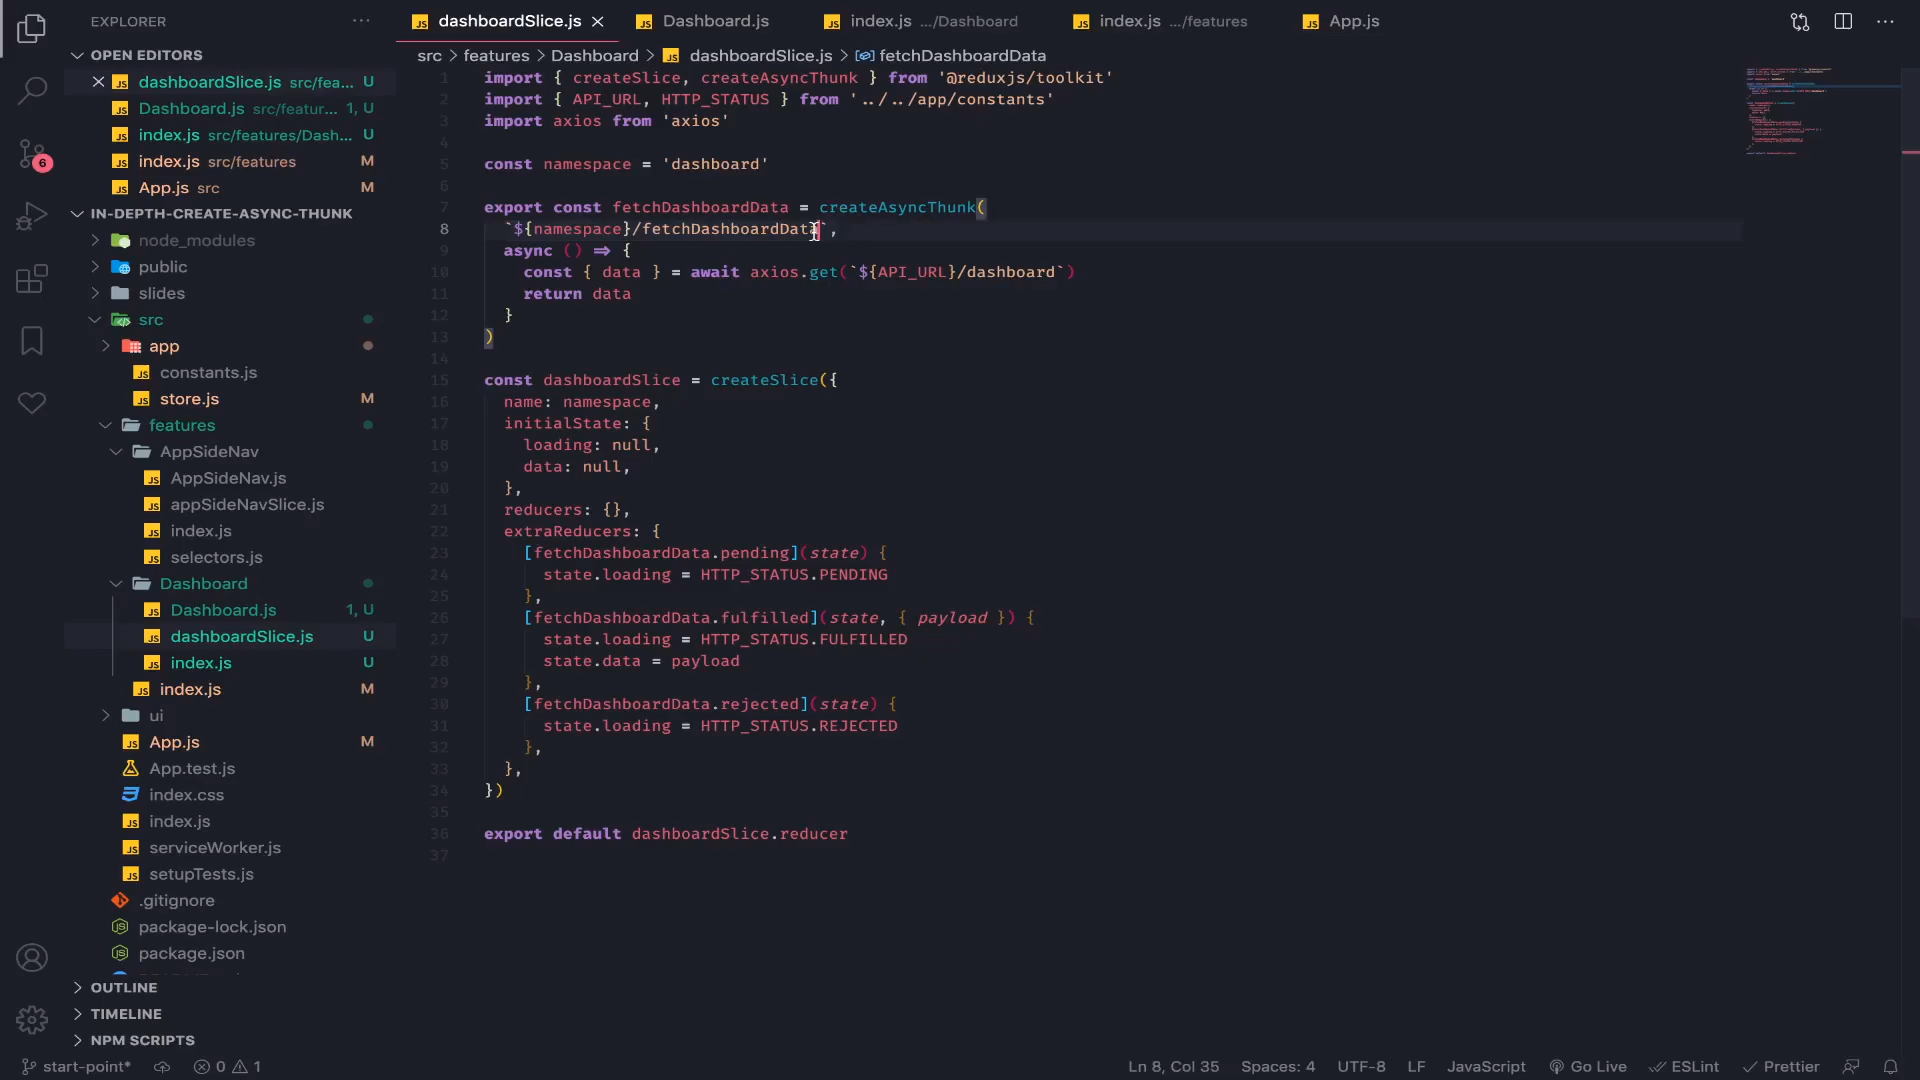 EXPLORER
OPEN EDITORS
dashboardSlice.js src/fea... U
Dashboard.js src/featur... 1, U
index.js src/features/Dash... U
index.js src/features M
App.js src M
IN-DEPTH-CREATE-ASYNC-THUNK
node_modules
public
slides
src
app
constants.js
store.js M
features
AppSideNav
AppSideNav.js
appSideNavSlice.js
index.js
selectors.js
Dashboard
Dashboard.js 1, U
dashboardSlice.js U
index.js U
index.js M
ui
App.js M
App.test.js
index.css
index.js
serviceWorker.js
setupTests.js
.gitignore
package-lock.json
package.json
OUTLINE
TIMELINE
NPM SCRIPTS
6
dashboardSlice.js Dashboard.js index.js .../Dashboard index.js .../features App.js
src > features > Dashboard > dashboardSlice.js > fetchDashboardData
1 import { createSlice, createAsyncThunk } from '@reduxjs/toolkit'
2 import { API_URL, HTTP_STATUS } from '../../app/constants'
3 import axios from 'axios'
4
5 const namespace = 'dashboard'
6
7 export const fetchDashboardData = createAsyncThunk(
8 `${namespace}/fetchDashboardData`,
9 async () => {
10 const { data } = await axios.get(`${API_URL}/dashboard`)
11 return data
12 }
13 )
14
15 const dashboardSlice = createSlice({
16 name: namespace,
17 initialState: {
18 loading: null,
19 data: null,
20 },
21 reducers: {},
22 extraReducers: {
23 [fetchDashboardData.pending](state) {
24 state.loading = HTTP_STATUS.PENDING
25 },
26 [fetchDashboardData.fulfilled](state, { payload }) {
27 state.loading = HTTP_STATUS.FULFILLED
28 state.data = payload
29 },
30 [fetchDashboardData.rejected](state) {
31 state.loading = HTTP_STATUS.REJECTED
32 },
33 },
34 })
35
36 export default dashboardSlice.reducer
37
start-point* 0 1 Ln 8, Col 35 Spaces: 4 UTF-8 LF JavaScript Go Live ESLint Prettier